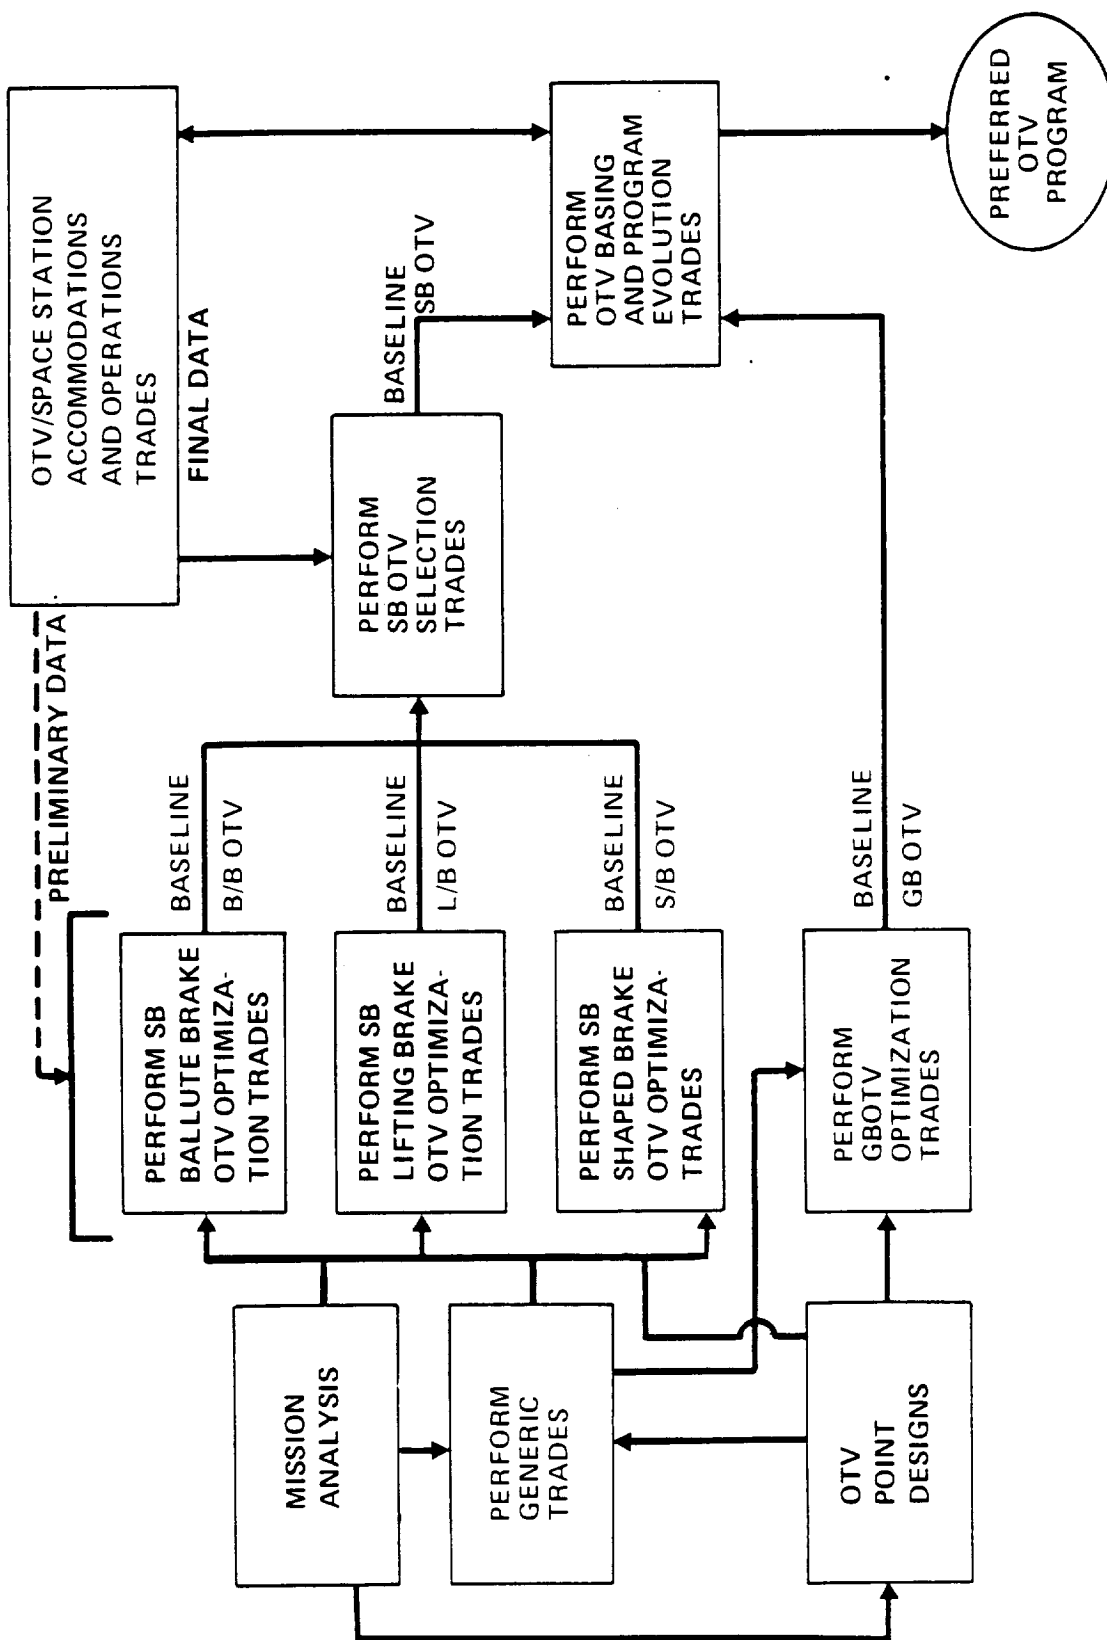 MISSION
ANALYSIS
PERFORM
GENERIC
TRADES
OTV
POINT
DESIGNS
PERFORM SB
BALLUTE BRAKE
OTV OPTIMIZA-
TION TRADES
PERFORM SB
LIFTING BRAKE
OTV OPTIMIZA-
TION TRADES
PERFORM SB
SHAPED BRAKE
OTV OPTIMIZA-
TRADES
PERFORM
GBOTV
OPTIMIZATION
TRADES
PRELIMINARY DATA
BASELINE
B/B OTV
BASELINE
L/B OTV
BASELINE
S/B OTV
BASELINE
GB OTV
OTV/SPACE STATION
ACCOMMODATIONS
AND OPERATIONS
TRADES
FINAL DATA
PERFORM
SB OTV
SELECTION
TRADES
BASELINE
SB OTV
PERFORM
OTV BASING
AND PROGRAM
EVOLUTION
TRADES
PREFERRED
OTV
PROGRAM